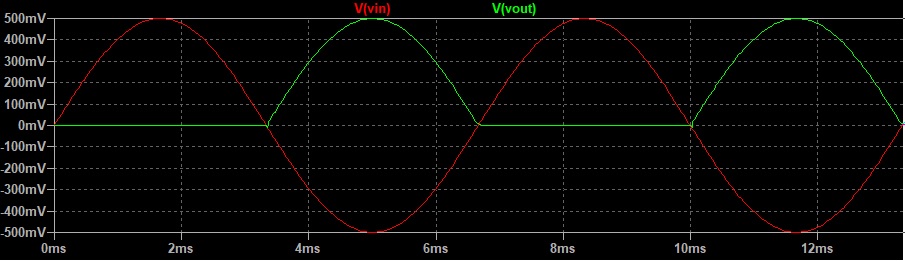 V(vin) V(vout)
500mV
400mV
300mV
200mV
100mV
0mV
-100mV
-200mV
-300mV
-400mV
-500mV
0ms 2ms 4ms 6ms 8ms 10ms 12ms